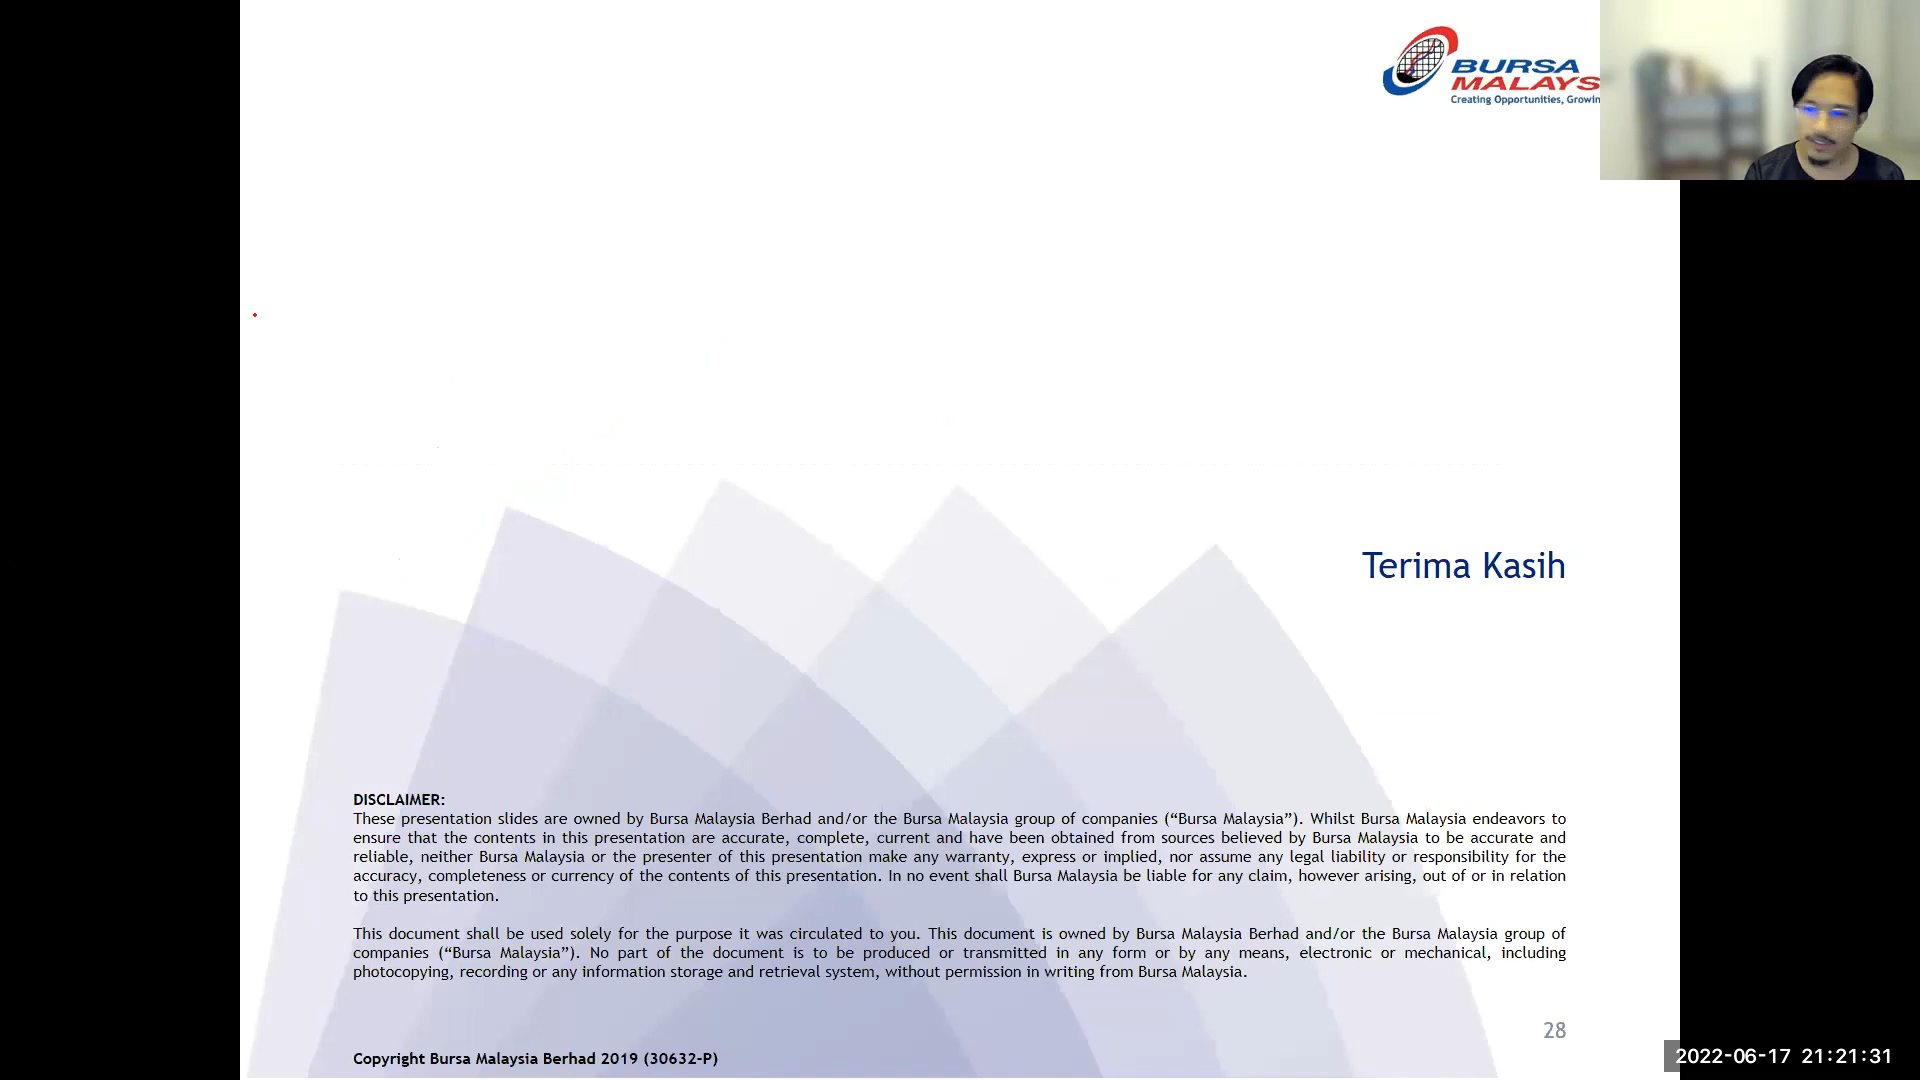 BURSA
MALAYS
Creating Opportunities, Growin
Terima Kasih
DISCLAIMER:
These presentation slides are owned by Bursa Malaysia Berhad and/or the Bursa Malaysia group of companies (“Bursa Malaysia”). Whilst Bursa Malaysia endeavors to
ensure that the contents in this presentation are accurate, complete, current and have been obtained from sources believed by Bursa Malaysia to be accurate and
reliable, neither Bursa Malaysia or the presenter of this presentation make any warranty, express or implied, nor assume any legal liability or responsibility for the
accuracy, completeness or currency of the contents of this presentation. In no event shall Bursa Malaysia be liable for any claim, however arising, out of or in relation
to this presentation.
This document shall be used solely for the purpose it was circulated to you. This document is owned by Bursa Malaysia Berhad and/or the Bursa Malaysia group of
companies (“Bursa Malaysia”). No part of the document is to be produced or transmitted in any form or by any means, electronic or mechanical, including
photocopying, recording or any information storage and retrieval system, without permission in writing from Bursa Malaysia.
28
Copyright Bursa Malaysia Berhad 2019 (30632-P)
2022-06-17 21:21:31